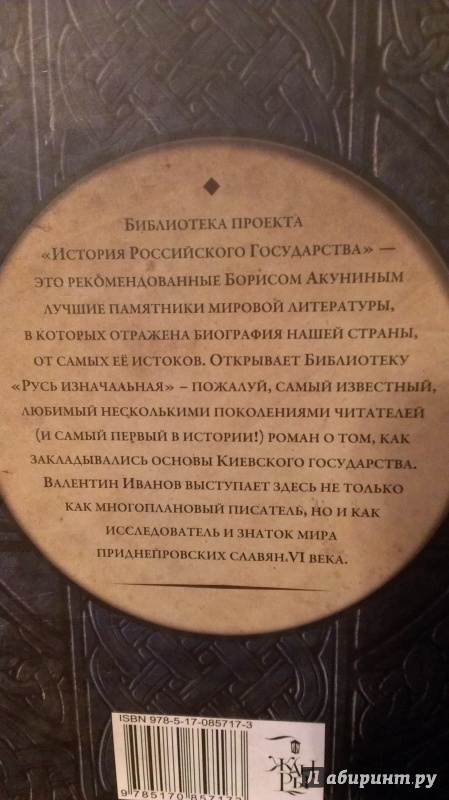 Библиотека проекта
«История Российского Государства» —
это рекомендованные Борисом Акуниным
лучшие памятники мировой литературы,
в которых отражена биография нашей страны,
от самых её истоков. Открывает Библиотеку
«Русь изначальная» – пожалуй, самый известный,
любимый несколькими поколениями читателей
(и самый первый в истории!) роман о том, как
закладывались основы Киевского государства.
Валентин Иванов выступает здесь не только
как многоплановый писатель, но и как
исследователь и знаток мира
приднепровских славян.VI века.
ISBN 978-5-17-085717-3
9 785170 857173
Лабиринт.ру